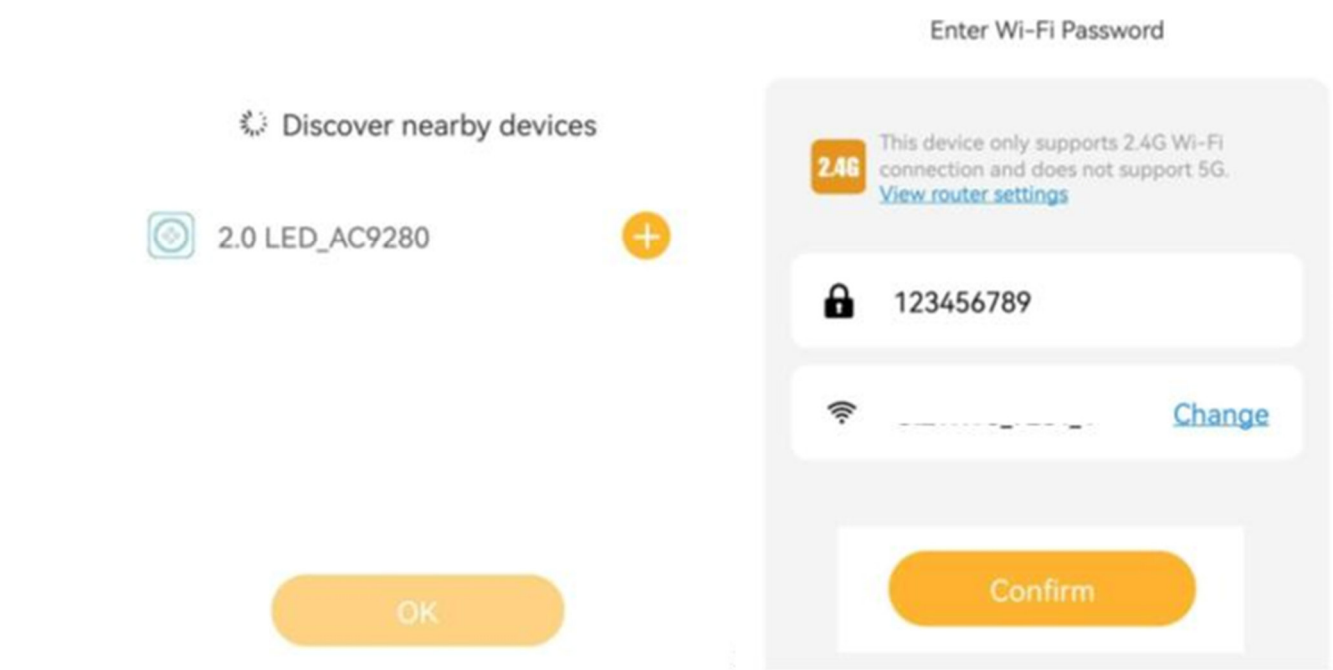 Discover nearby devices
2.0 LED_AC9280
OK
Enter Wi-Fi Password
2.4G
This device only supports 2.4G Wi-Fi
connection and does not support 5G.
View router settings
123456789
Change
Confirm